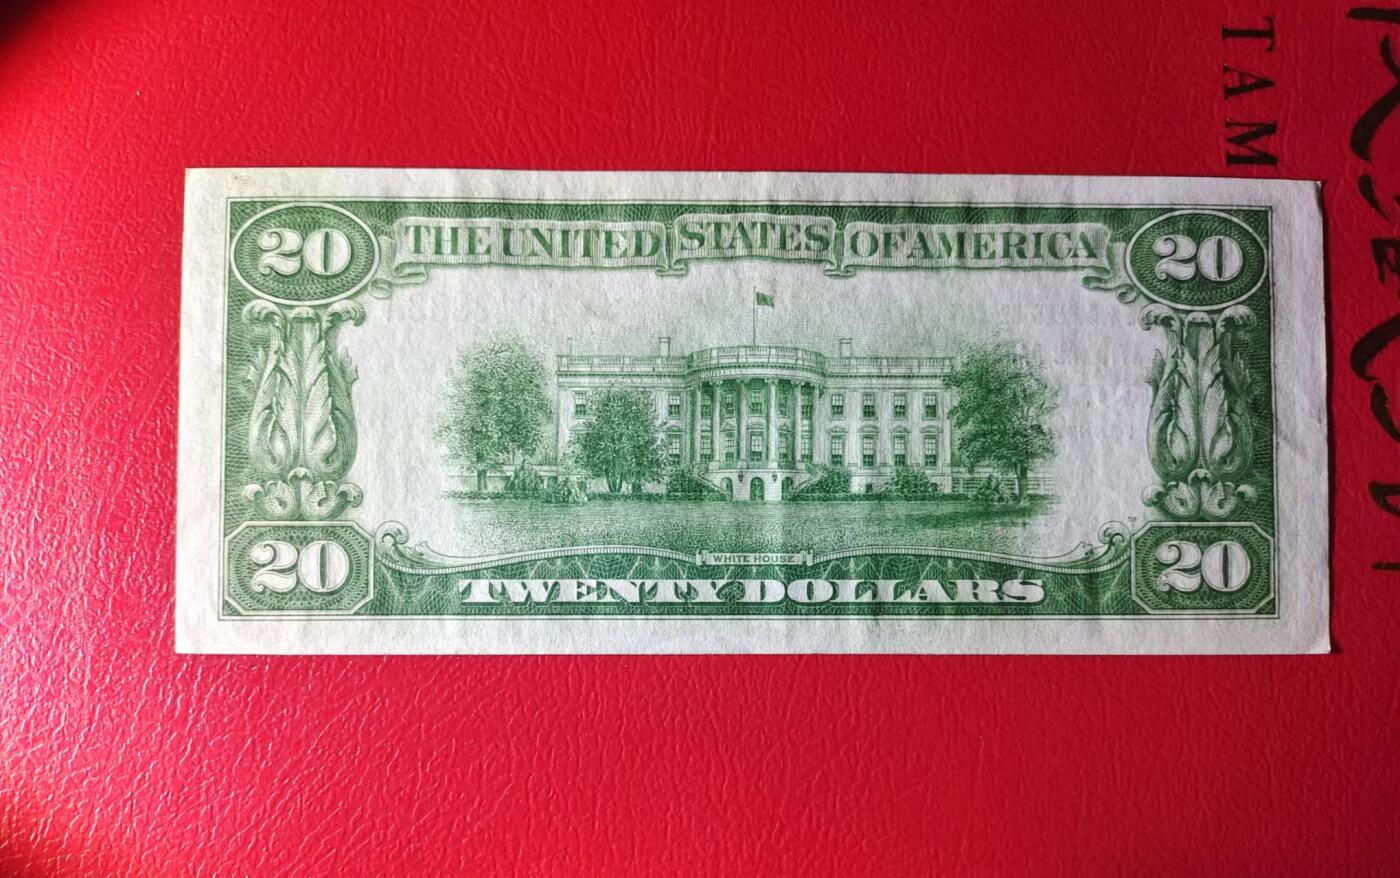 20 THE UNITED STATES OF AMERICA 20
WHITE HOUSE
20 TWENTY DOLLARS 20
TAM